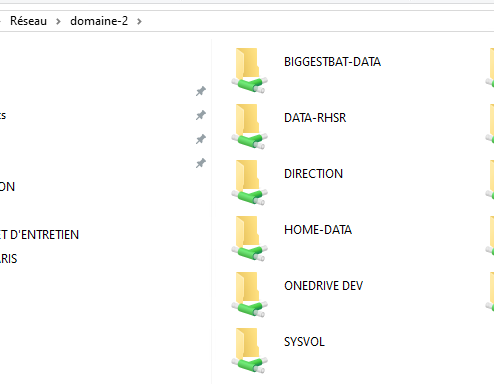 Réseau > domaine-2 >
BIGGESTBAT-DATA
DATA-RHSR
DIRECTION
HOME-DATA
ONEDRIVE DEV
SYSVOL
ON
T D'ENTRETIEN
RIS